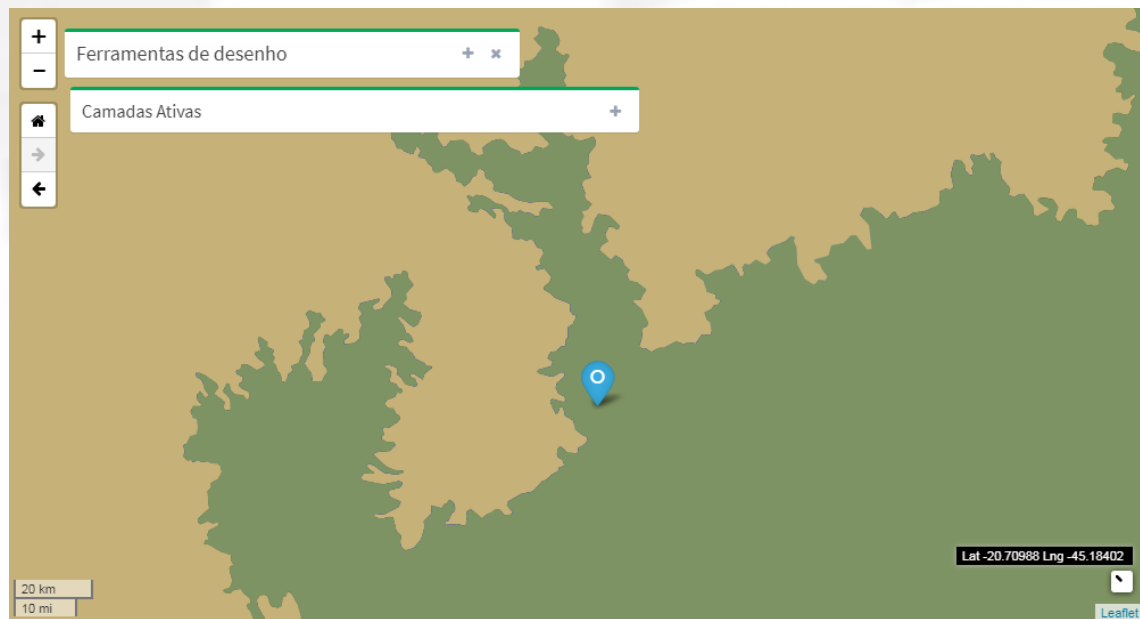 +
Ferramentas de desenho + ×
−
Camadas Ativas +
Lat -20.70988 Lng -45.18402
20 km
10 mi
Leaflet